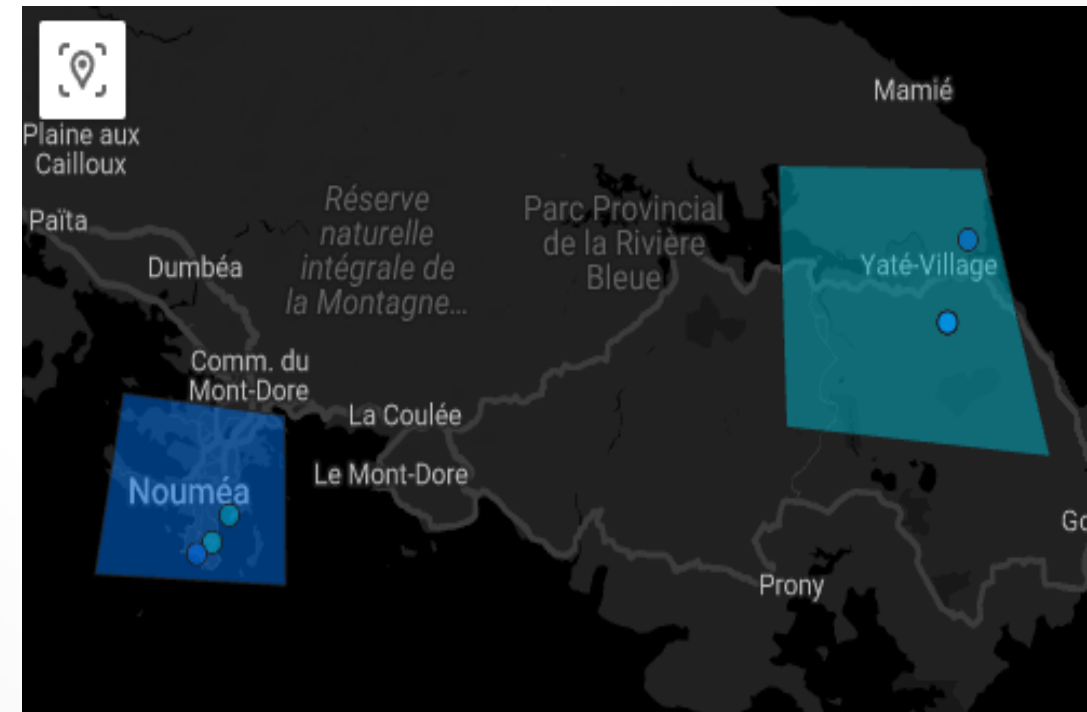 Mamié
Plaine aux
Cailloux
Réserve
naturelle
intégrale de
la Montagne...
Parc Provincial
de la Rivière
Bleue
Païta
Dumbéa
Yaté-Village
Comm. du
Mont-Dore
La Coulée
Le Mont-Dore
Nouméa
Go
Prony